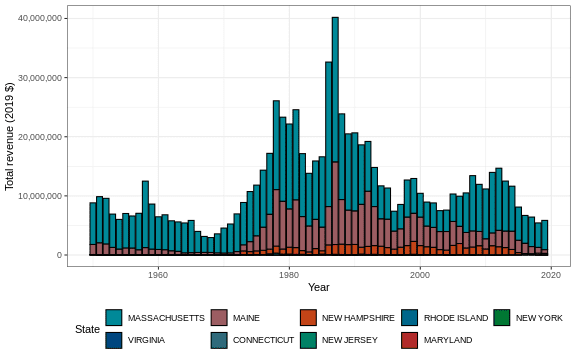 Total revenue (2019 $)
40,000,000
30,000,000
20,000,000
10,000,000
0
1960 1980 2000 2020
Year
State
MASSACHUSETTS MAINE NEW HAMPSHIRE RHODE ISLAND NEW YORK
VIRGINIA CONNECTICUT NEW JERSEY MARYLAND